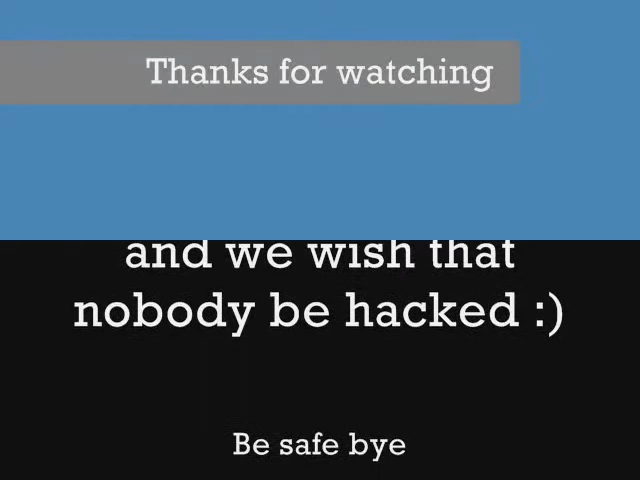 Thanks for watching
and we wish that
nobody be hacked :)
Be safe bye